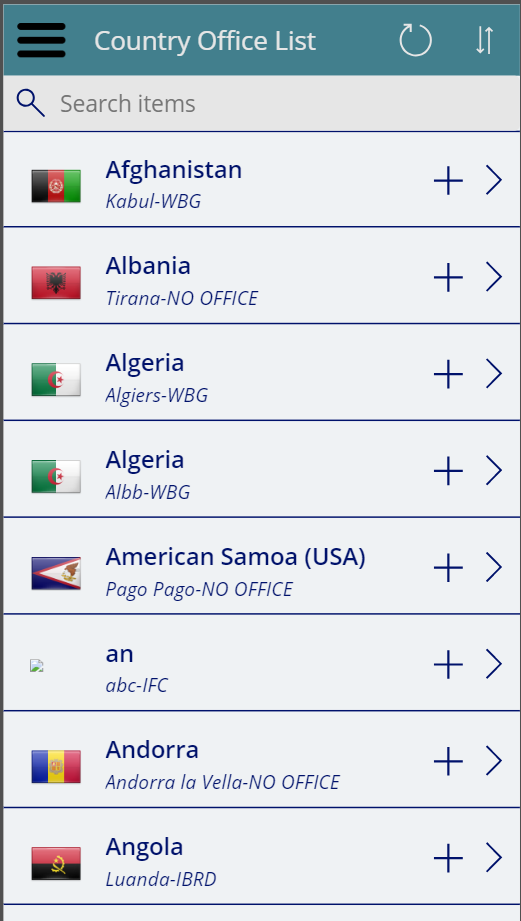 Country Office List
Search items
Afghanistan
Kabul-WBG
Albania
Tirana-NO OFFICE
Algeria
Algiers-WBG
Algeria
Albb-WBG
American Samoa (USA)
Pago Pago-NO OFFICE
an
abc-IFC
Andorra
Andorra la Vella-NO OFFICE
Angola
Luanda-IBRD